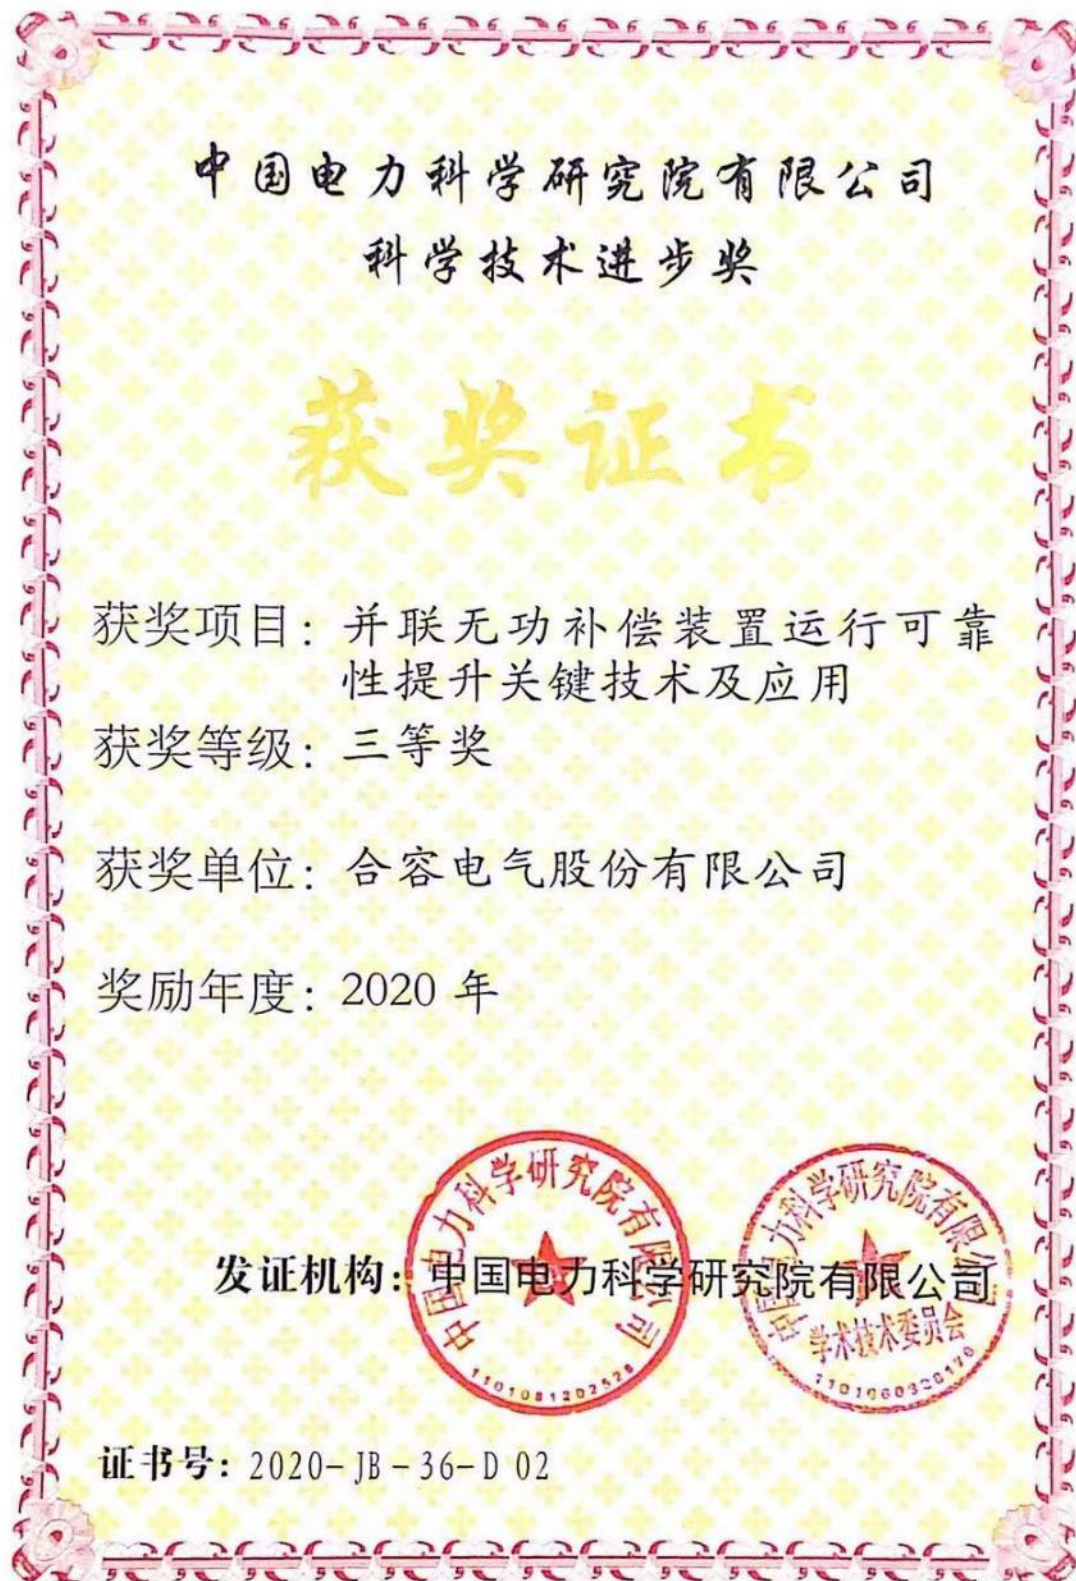 中国电力科学研究院有限公司
科学技术进步奖
获奖证书
获奖项目：并联无功补偿装置运行可靠
性提升关键技术及应用
获奖等级：三等奖
获奖单位：合容电气股份有限公司
奖励年度：2020 年
中国电力科学研究院有限公司
1101081202528
中国电力科学研究院有限公司
学术技术委员会
发证机构：中国电力科学研究院有限公司
证书号：2020-JB-36-D 02